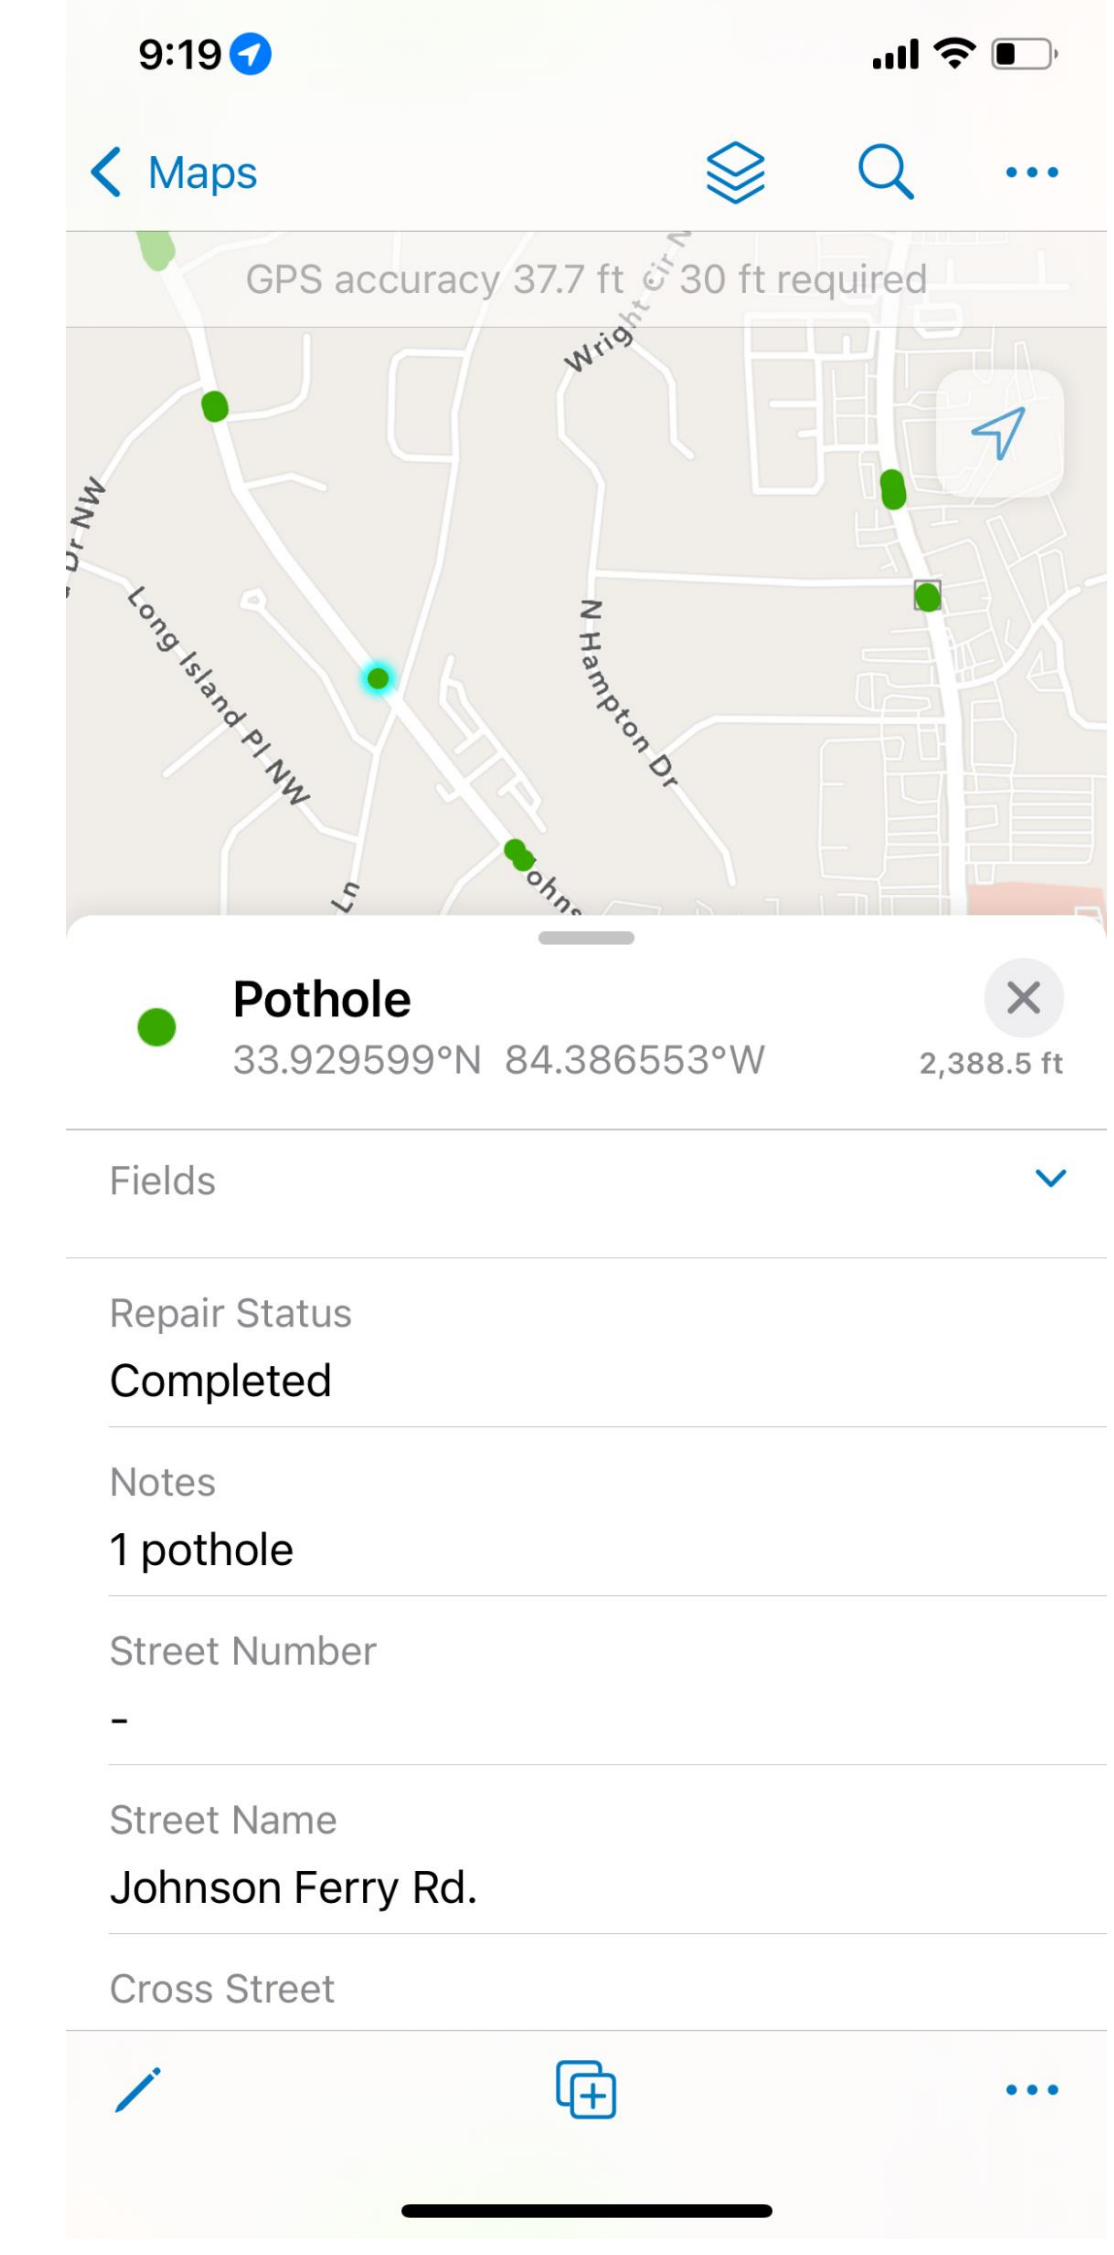 9:19
Maps
GPS accuracy 37.7 ft
30 ft required
Wright Cir N
Dr NW
Long Island Pl NW
N Hampton Dr
Ln
Johns
Pothole
33.929599°N 84.386553°W
2,388.5 ft
Fields
Repair Status
Completed
Notes
1 pothole
Street Number
-
Street Name
Johnson Ferry Rd.
Cross Street